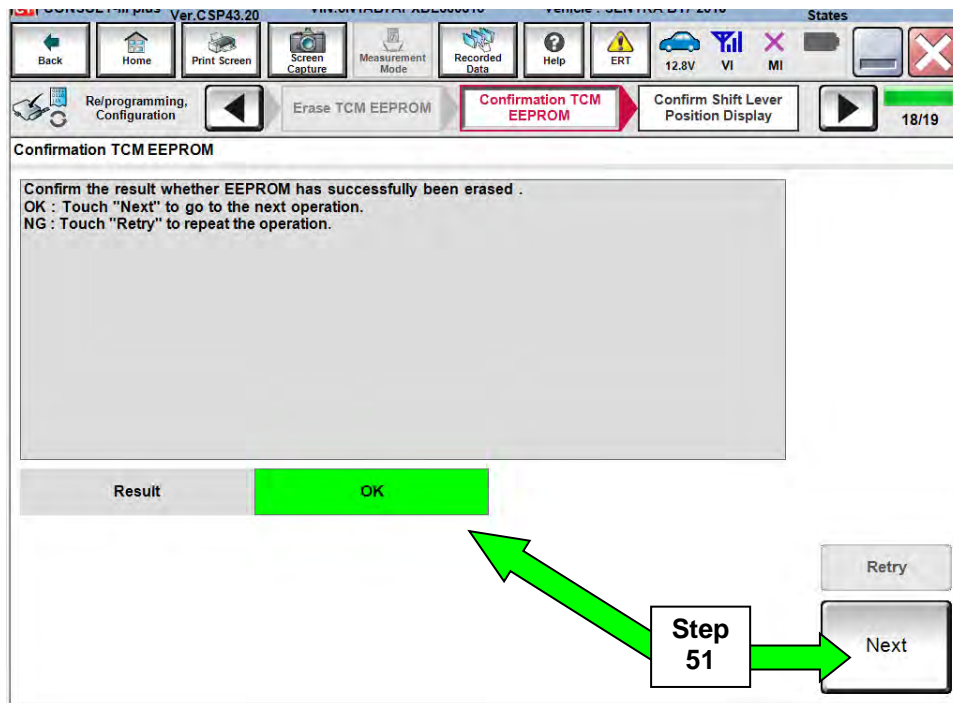 Ver.CSP43.20
States
Back
Home
Print Screen
Screen
Capture
Measurement
Mode
Recorded
Data
Help
ERT
12.8V
VI
MI
Re/programming,
Configuration
Erase TCM EEPROM
Confirmation TCM
EEPROM
Confirm Shift Lever
Position Display
18/19
Confirmation TCM EEPROM
Confirm the result whether EEPROM has successfully been erased .
OK : Touch "Next" to go to the next operation.
NG : Touch "Retry" to repeat the operation.
Result
OK
Retry
Step
51
Next